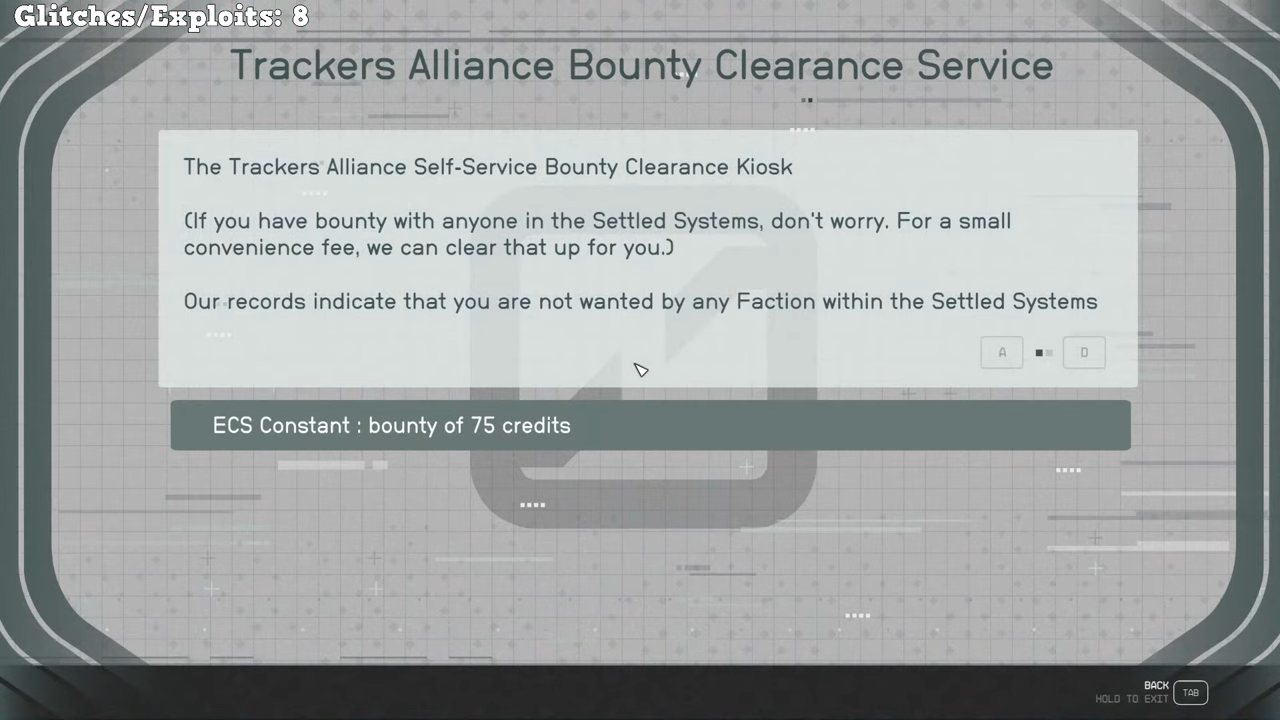 Glitches/Exploits: 8
Trackers Alliance Bounty Clearance Service
The Trackers Alliance Self-Service Bounty Clearance Kiosk
(If you have bounty with anyone in the Settled Systems, don't worry. For a small
convenience fee, we can clear that up for you.)
Our records indicate that you are not wanted by any Faction within the Settled Systems
A D
ECS Constant : bounty of 75 credits
BACK
HOLD TO EXIT TAB